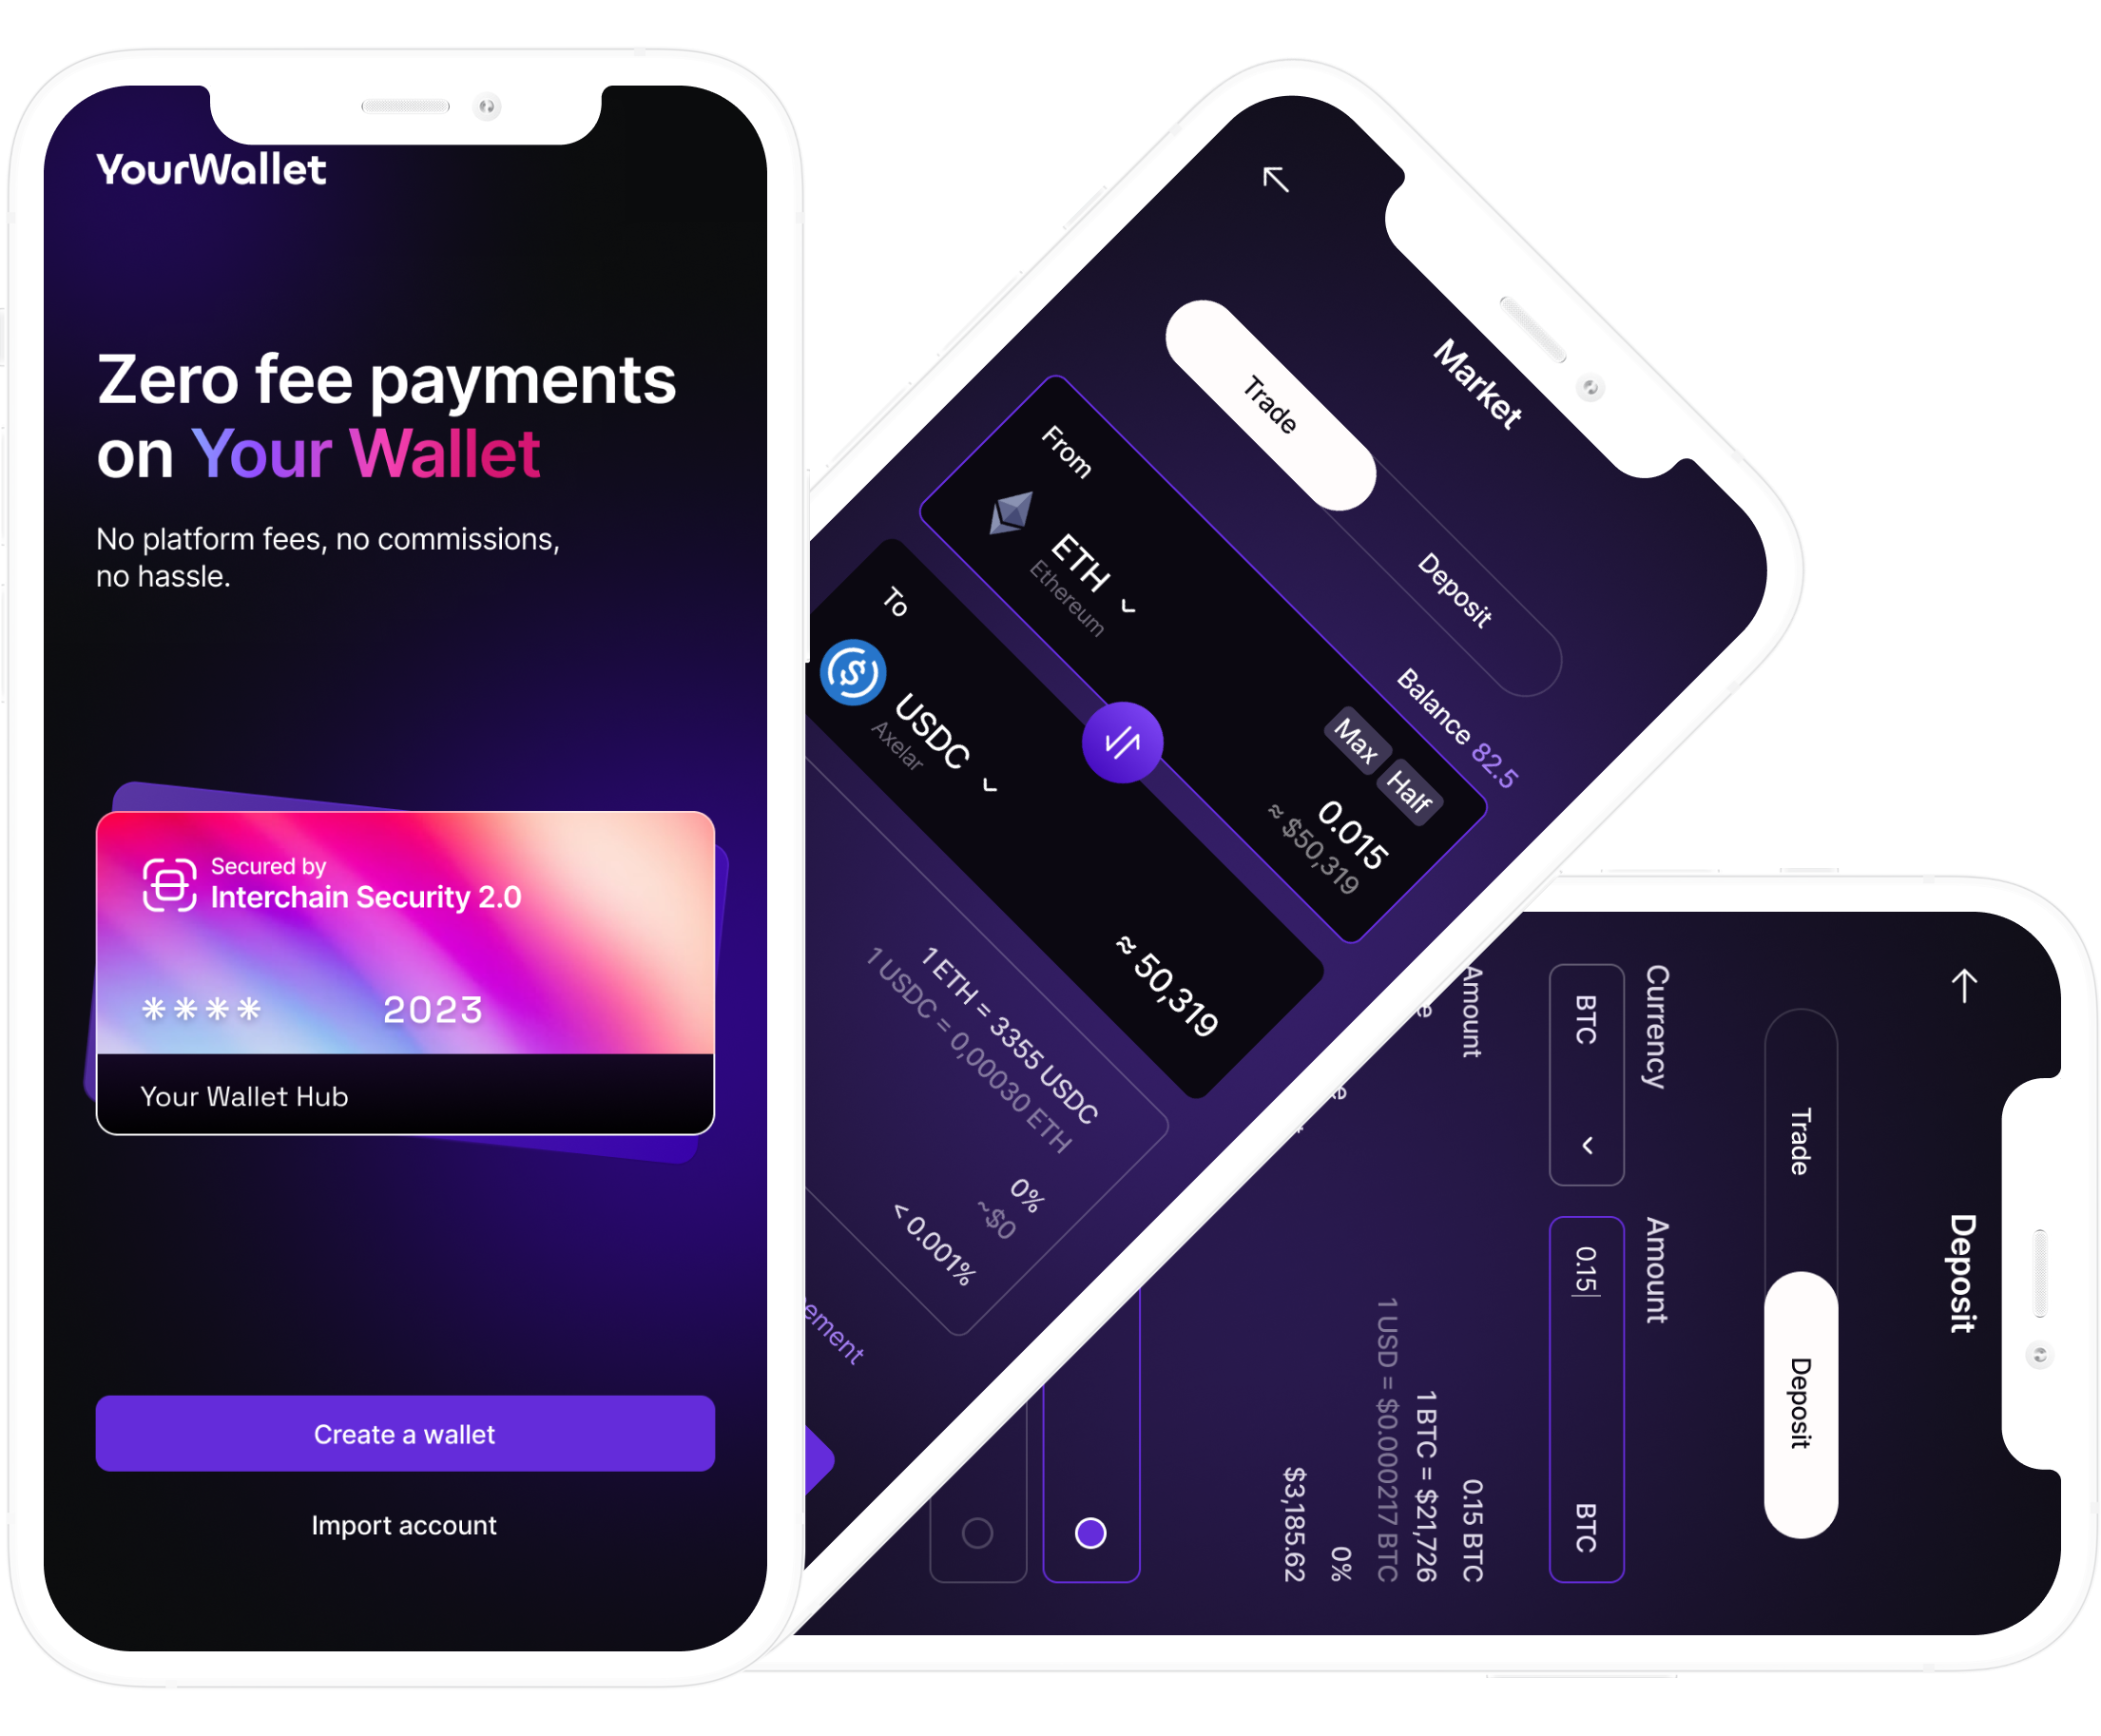 YourWallet
Zero fee payments
on Your Wallet
No platform fees, no commissions,
no hassle.
Secured by
Interchain Security 2.0
**** 2023
Your Wallet Hub
Create a wallet
Import account
Market
Trade Deposit
Balance 82.5
From
Max Half
ETH
Ethereum
0.015
≈ $50,319
To
USDC
Axelar
≈ 50,319
1 ETH = 3355 USDC
1 USDC = 0,00030 ETH
0%
~$0
< 0.001%
Deposit
Trade Deposit
Currency Amount
BTC 0.15 BTC
Amount 0.15 BTC
1 BTC = $21,726
1 USD = $0.000217 BTC
0%
$3,185.62